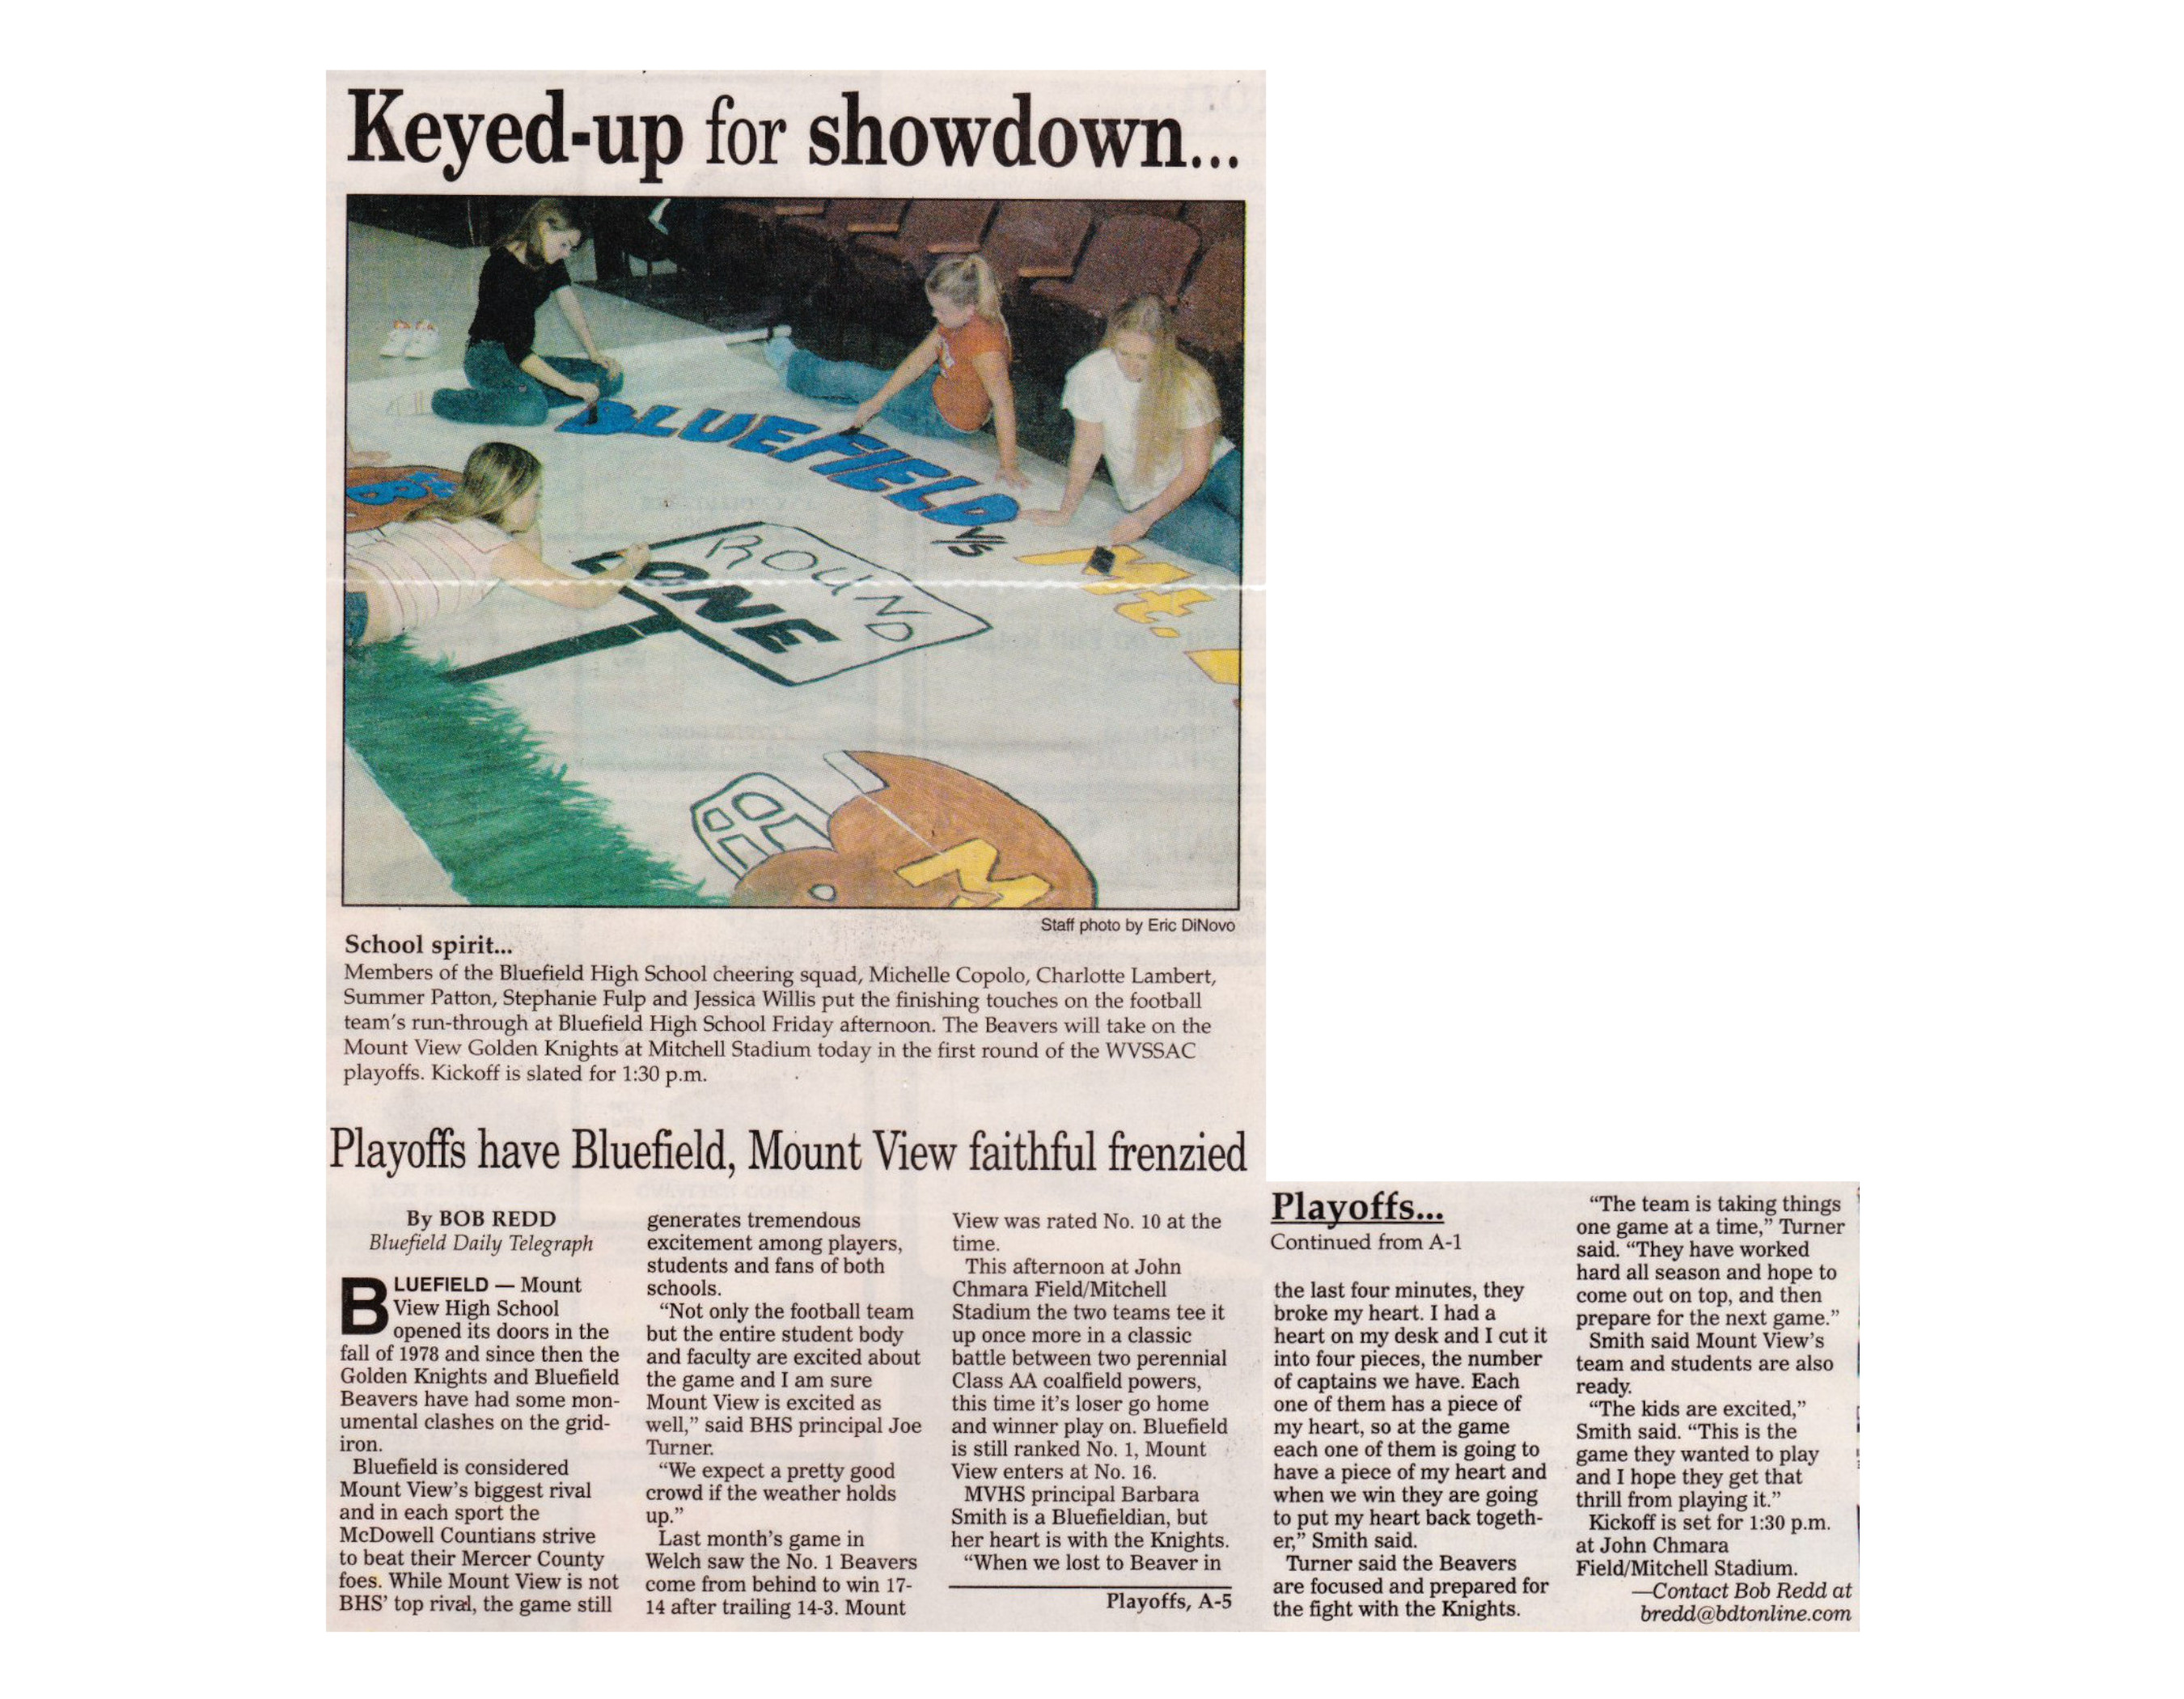 Keyed-up for showdown...
BLUEFIELD
V/S
Mt.
B
ROUND
ONE
M
Staff photo by Eric DiNovo
School spirit...
Members of the Bluefield High School cheering squad, Michelle Copolo, Charlotte Lambert,
Summer Patton, Stephanie Fulp and Jessica Willis put the finishing touches on the football
team's run-through at Bluefield High School Friday afternoon. The Beavers will take on the
Mount View Golden Knights at Mitchell Stadium today in the first round of the WVSSAC
playoffs. Kickoff is slated for 1:30 p.m.
Playoffs have Bluefield, Mount View faithful frenzied
By BOB REDD
Bluefield Daily Telegraph
BLUEFIELD — Mount
View High School
opened its doors in the
fall of 1978 and since then the
Golden Knights and Bluefield
Beavers have had some mon-
umental clashes on the grid-
iron.
Bluefield is considered
Mount View's biggest rival
and in each sport the
McDowell Countians strive
to beat their Mercer County
foes. While Mount View is not
BHS' top rival, the game still
generates tremendous
excitement among players,
students and fans of both
schools.
"Not only the football team
but the entire student body
and faculty are excited about
the game and I am sure
Mount View is excited as
well," said BHS principal Joe
Turner.
"We expect a pretty good
crowd if the weather holds
up."
Last month's game in
Welch saw the No. 1 Beavers
come from behind to win 17-
14 after trailing 14-3. Mount
View was rated No. 10 at the
time.
This afternoon at John
Chmara Field/Mitchell
Stadium the two teams tee it
up once more in a classic
battle between two perennial
Class AA coalfield powers,
this time it's loser go home
and winner play on. Bluefield
is still ranked No. 1, Mount
View enters at No. 16.
MVHS principal Barbara
Smith is a Bluefieldian, but
her heart is with the Knights.
"When we lost to Beaver in
Playoffs, A-5
Playoffs...
Continued from A-1
the last four minutes, they
broke my heart. I had a
heart on my desk and I cut it
into four pieces, the number
of captains we have. Each
one of them has a piece of
my heart, so at the game
each one of them is going to
have a piece of my heart and
when we win they are going
to put my heart back togeth-
er," Smith said.
Turner said the Beavers
are focused and prepared for
the fight with the Knights.
"The team is taking things
one game at a time," Turner
said. "They have worked
hard all season and hope to
come out on top, and then
prepare for the next game."
Smith said Mount View's
team and students are also
ready.
"The kids are excited,"
Smith said. "This is the
game they wanted to play
and I hope they get that
thrill from playing it."
Kickoff is set for 1:30 p.m.
at John Chmara
Field/Mitchell Stadium.
—Contact Bob Redd at
bredd@bdtonline.com